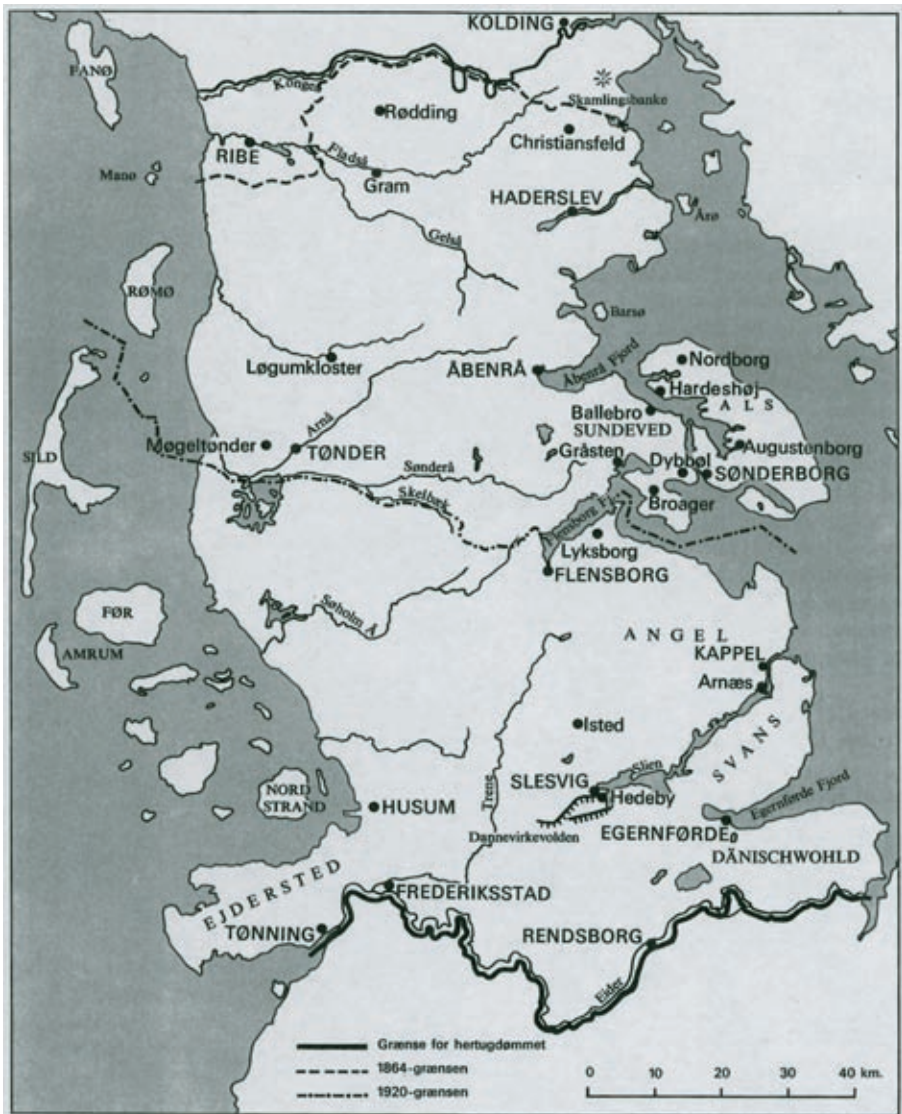 KOLDING
FANØ
Kongeå
Skamlingsbanke
Rødding
Christiansfeld
RIBE
Fladså
Manø
Gram
HADERSLEV
Årø
Gelså
RØMØ
Barsø
Løgumkloster
ÅBENRÅ
Åbenrå Fjord
Nordborg
Hardeshøj
ALS
Arnå
Ballebro
SUNDEVED
Møgeltønder
TØNDER
Augustenborg
SILD
Gråsten
Dybbøl
SØNDERBORG
Sønderå
Skelbæk
Broager
Flensborg Fj.
Lyksborg
FLENSBORG
FØR
Søholm Å
ANGEL
AMRUM
KAPPEL
Arnæs
Isted
SVANS
Slien
Trene
SLESVIG
Hedeby
NORD
STRAND
HUSUM
Egernførde Fjord
Dannevirkevolden
EGERNFØRDE
DÄNISCHWOHLD
EJDERSTED
FREDERIKSSTAD
TØNNING
RENDSBORG
Eider
Grænse for hertugdømmet
1864-grænsen
1920-grænsen
0 10 20 30 40 km.